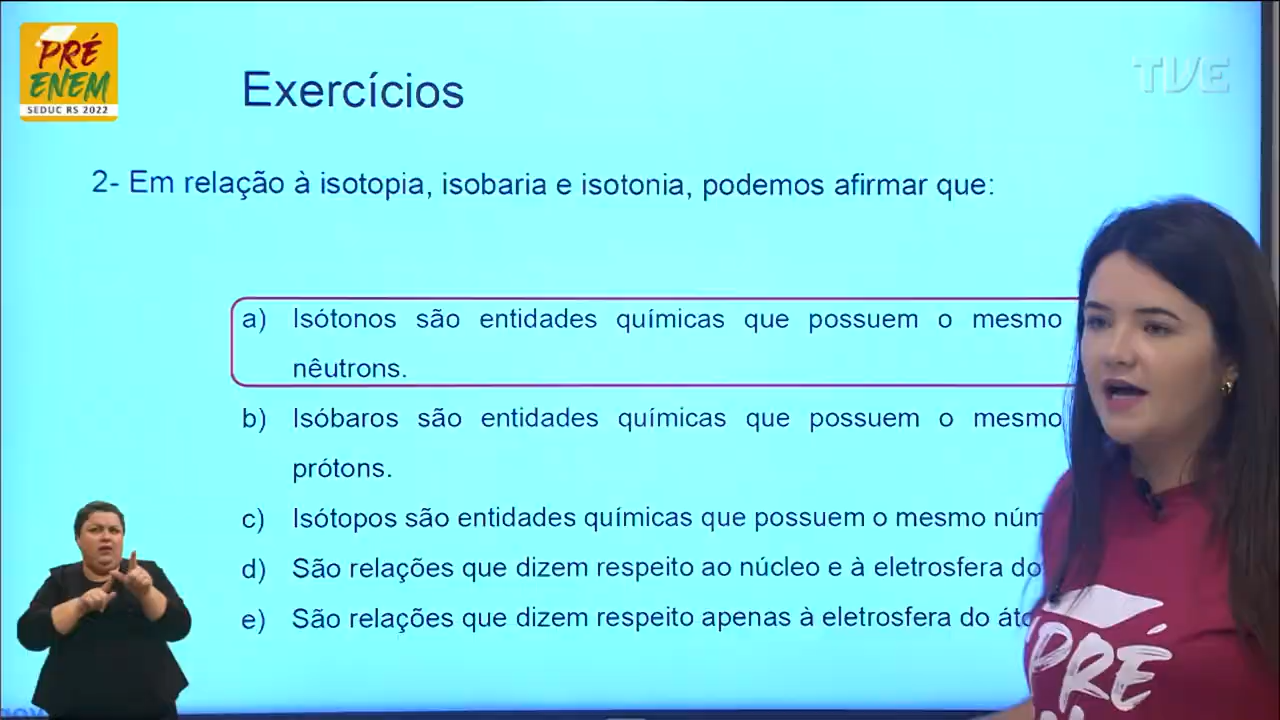 PRÉ
ENEM
SEDUC RS 2022
TVE
Exercícios
2- Em relação à isotopia, isobaria e isotonia, podemos afirmar que:
a) Isótonos são entidades químicas que possuem o mesmo
nêutrons.
b) Isóbaros são entidades químicas que possuem o mesmo
prótons.
c) Isótopos são entidades químicas que possuem o mesmo núm
d) São relações que dizem respeito ao núcleo e à eletrosfera do
e) São relações que dizem respeito apenas à eletrosfera do áto
PRÉ